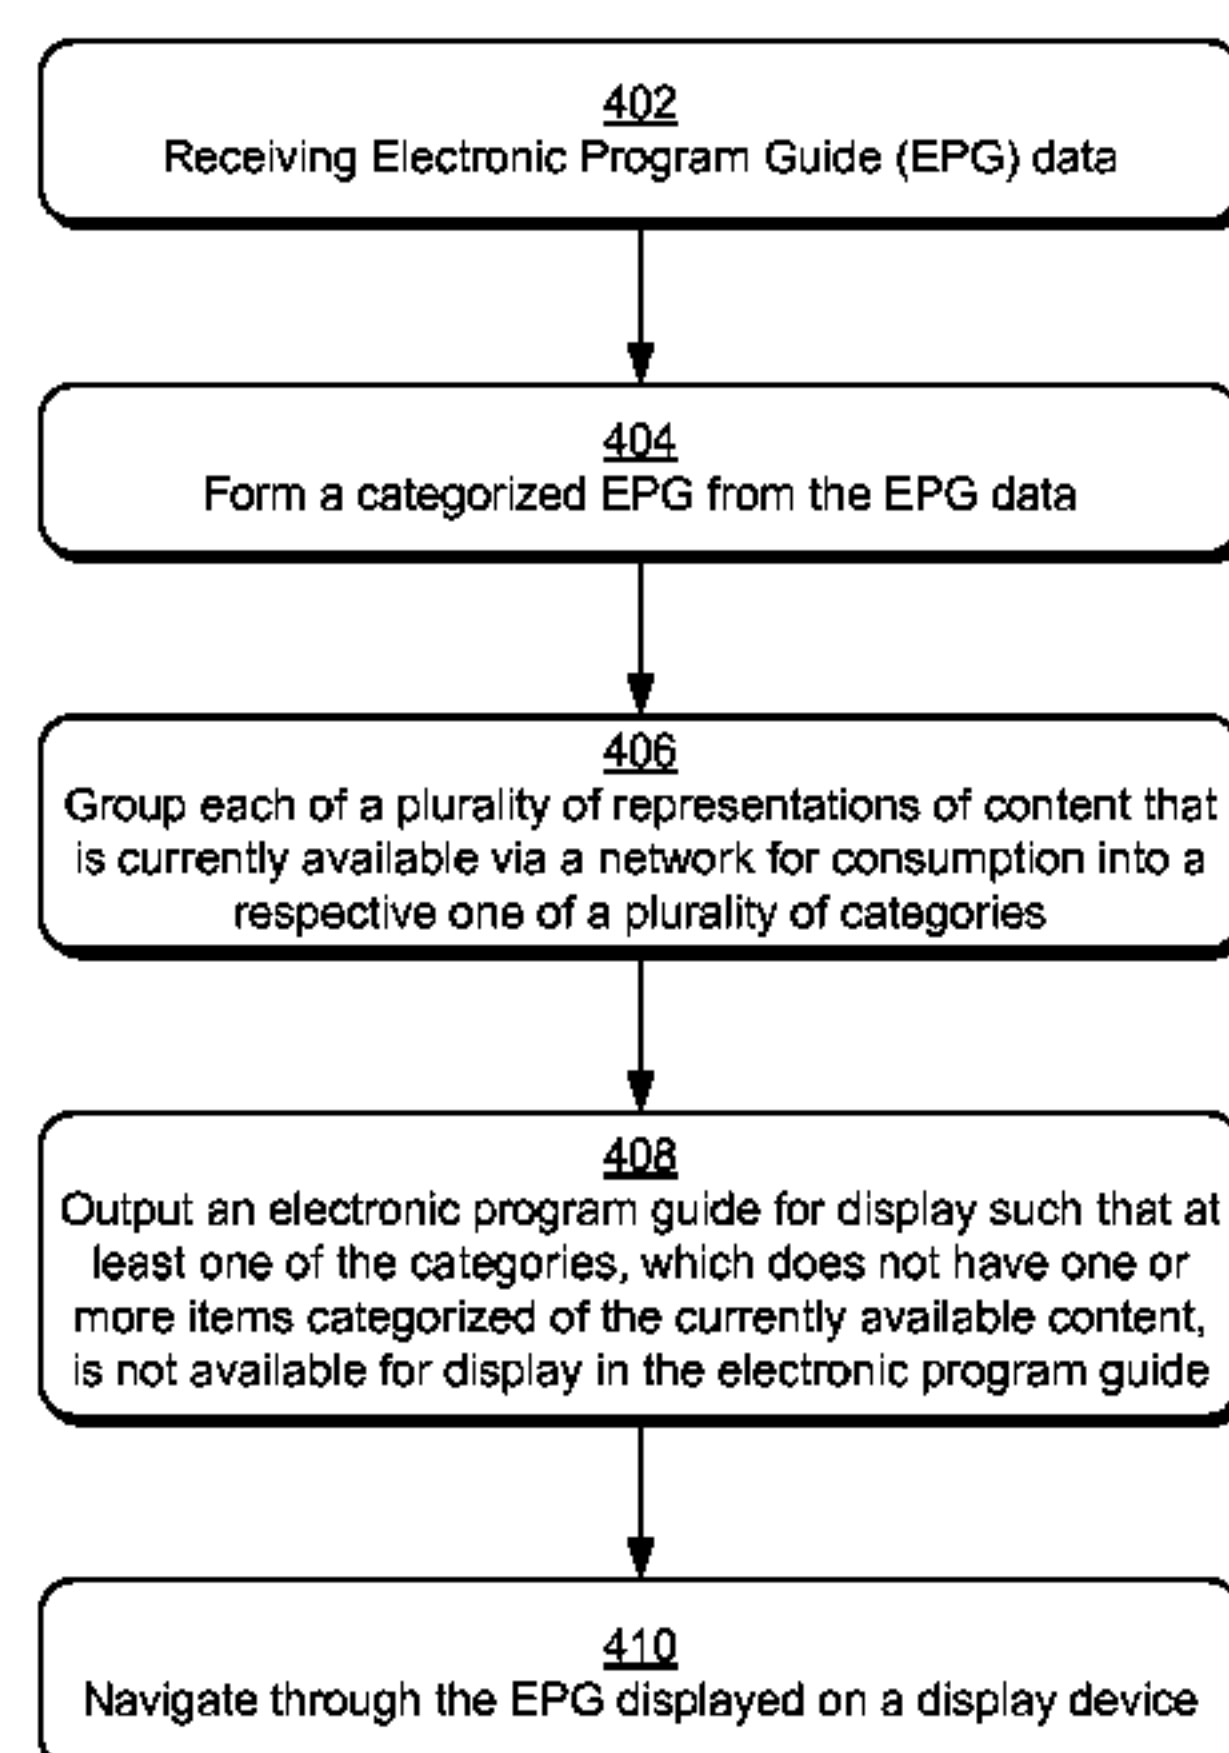 402
Receiving Electronic Program Guide (EPG) data
404
Form a categorized EPG from the EPG data
406
Group each of a plurality of representations of content that
is currently available via a network for consumption into a
respective one of a plurality of categories
408
Output an electronic program guide for display such that at
least one of the categories, which does not have one or
more items categorized of the currently available content,
is not available for display in the electronic program guide
410
Navigate through the EPG displayed on a display device